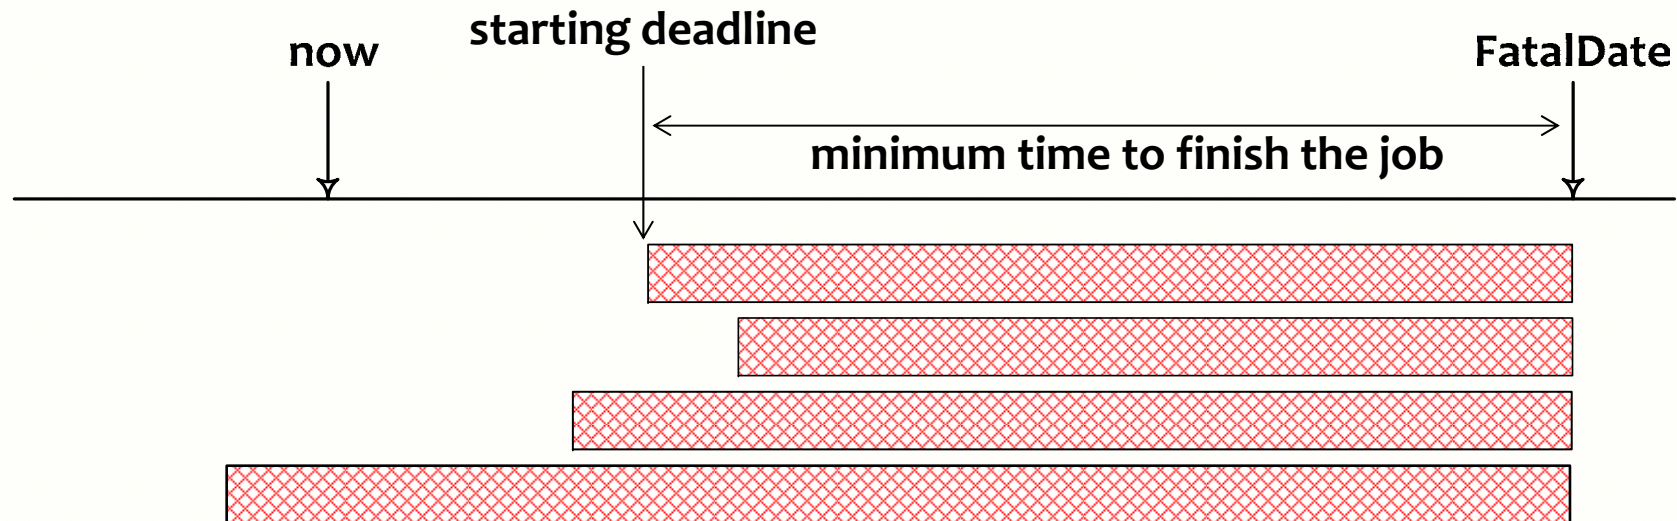 starting deadline
now
FatalDate
minimum time to finish the job